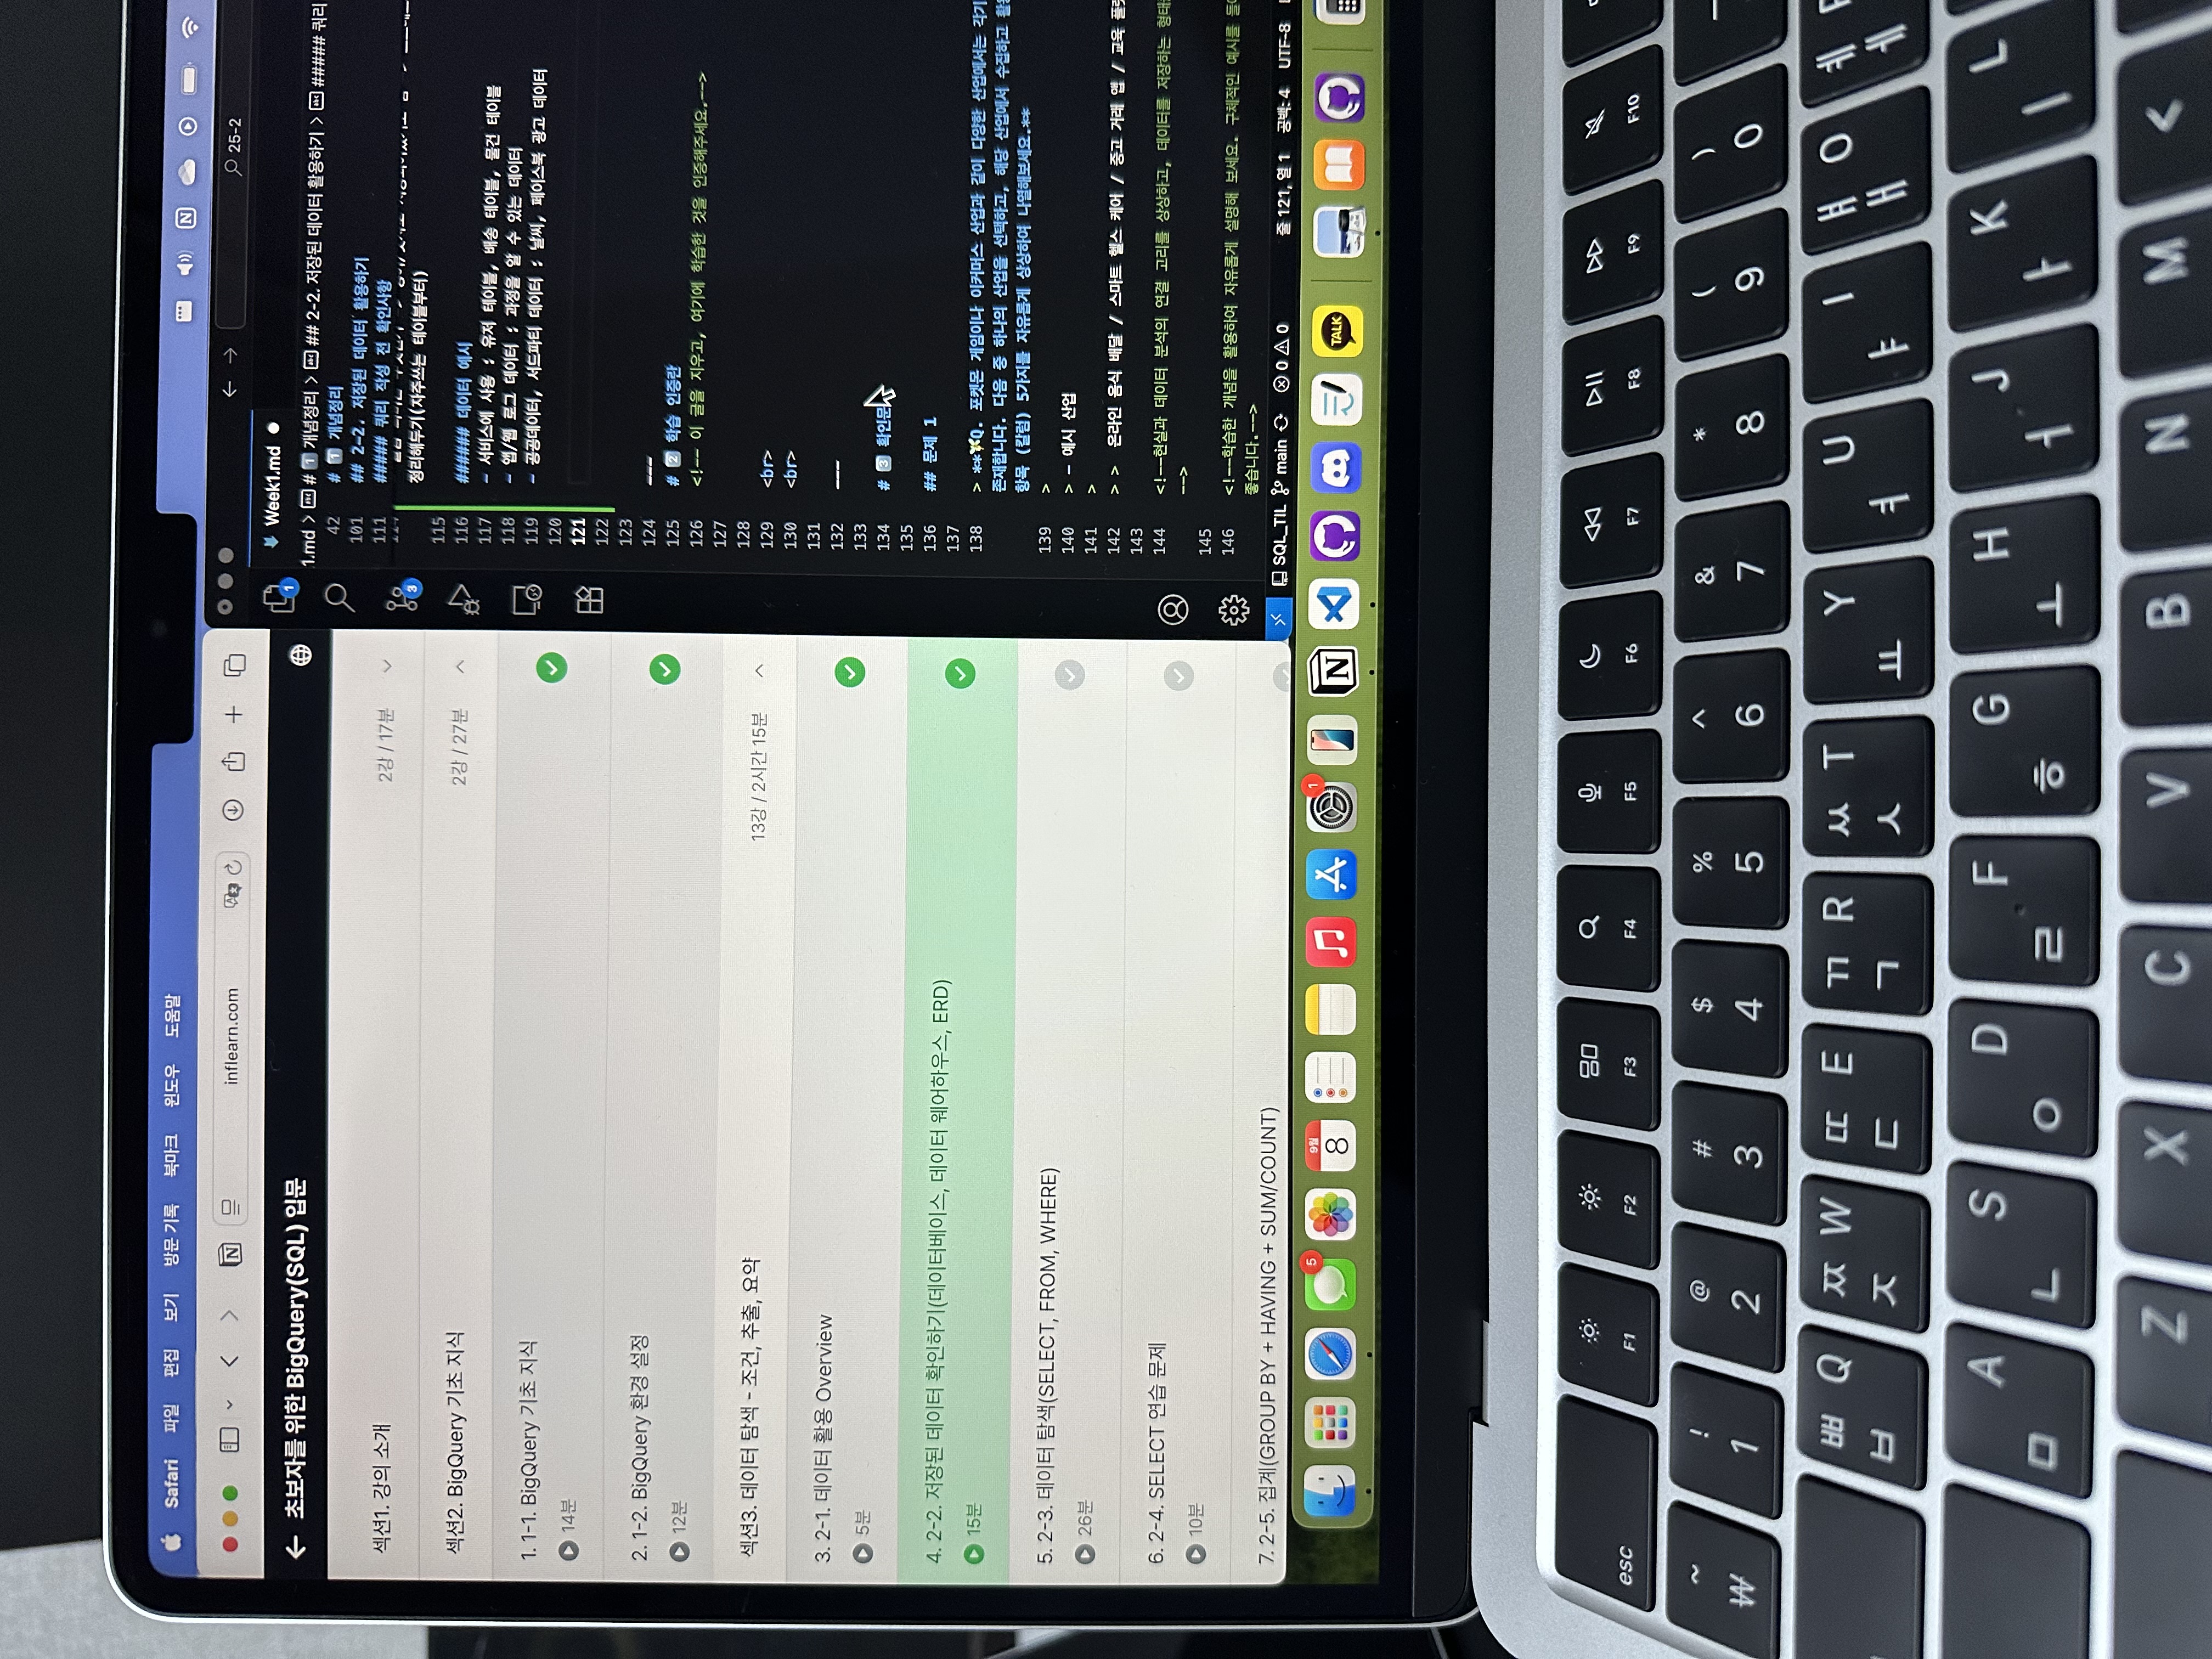 Safari 파일 편집 보기 방문 기록 북마크 윈도우 도움말
inflearn.com
초보자를 위한 BigQuery(SQL) 입문
섹션1. 강의 소개 2강 / 17분
섹션2. BigQuery 기초 지식 2강 / 27분
1. 1-1. BigQuery 기초 지식
14분
2. 1-2. BigQuery 환경 설정
12분
섹션3. 데이터 탐색 - 조건, 추출, 요약 13강 / 2시간 15분
3. 2-1. 데이터 활용 Overview
5분
4. 2-2. 저장된 데이터 확인하기(데이터베이스, 데이터 웨어하우스, ERD)
15분
5. 2-3. 데이터 탐색(SELECT, FROM, WHERE)
26분
6. 2-4. SELECT 연습 문제
10분
7. 2-5. 집계(GROUP BY + HAVING + SUM/COUNT)
25-2
Week1.md
1.md > # 1 개념정리 > ## 2-2. 저장된 데이터 활용하기 > ##### 쿼리
42 # 1 개념정리
101 ## 2-2. 저장된 데이터 활용하기
111 ##### 쿼리 작성 전 확인사항
정리해두기(자주쓰는 테이블부터)
115
116 ###### 데이터 예시
117 - 서비스에 사용 : 유저 테이블, 배송 테이블, 물건 테이블
118 - 앱/웹 로그 데이터 : 과정을 알 수 있는 데이터
119 - 공공데이터, 서드파티 데이터 : 날씨, 페이스북 광고 데이터
120
121
122
123
124 ---
125 # 2 학습 인증란
126 <!-- 이 글을 지우고, 여기에 학습한 것을 인증해주세요.-->
127
128
129 <br>
130 <br>
131
132 ---
133
134 # 3 확인문
135
136 ## 문제 1
137
138 > **Q. 포켓몬 게임이나 이커머스 산업과 같이 다양한 산업에서는 각기
존재합니다. 다음 중 하나의 산업을 선택하고, 해당 산업에서 수집하고
항목 (칼럼) 5가지를 자유롭게 상상하여 나열해보세요.**
139 >
140 > - 예시 산업
141 >
142 > > 온라인 음식 배달 / 스마트 헬스 케어 / 중고 거래 앱 / 교육
143
144 <!--현실과 데이터 분석의 연결 고리를 상상하고, 데이터를 저장하는
-->
145
146 <!--학습한 개념을 활용하여 자유롭게 설명해 보세요. 구체적인 예시를
좋습니다.-->
SQL_TIL main 0 0 줄 121, 열 1 공백: 4 UTF-8
1
3
5
9월
8
1
N
TALK
esc F1 F2 F3 F4 F5 F6 F7 F8 F9 F10
~ ! @ # $ % ^ & * ( )
₩ 1 2 3 4 5 6 7 8 9 0
ㅃ Q ㅉ W ㄸ E ㄲ R ㅆ T Y U I ㅒ O ㅖ
ㅂ ㅈ ㄷ ㄱ ㅅ ㅛ ㅕ ㅑ ㅐ ㅔ
A S D F G H J K L
ㅁ ㄴ ㅇ ㄹ ㅎ ㅗ ㅓ ㅏ ㅣ
Z X C V B N M <